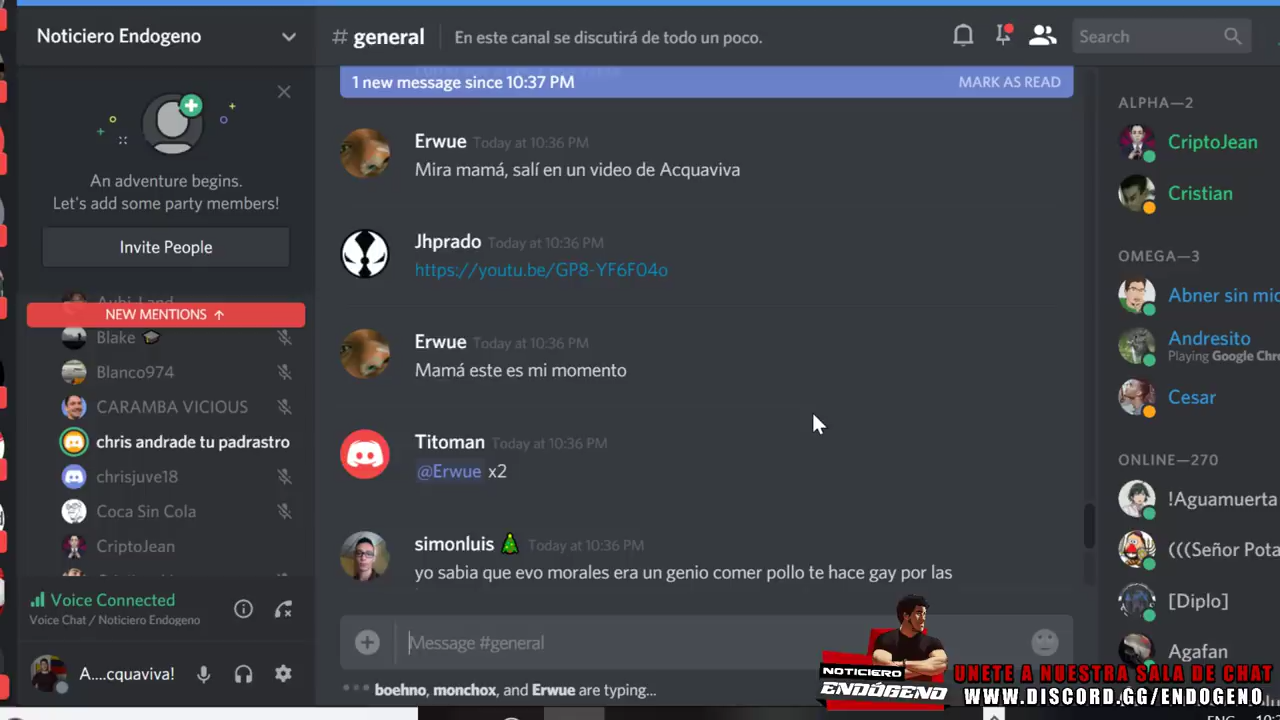 Noticiero Endogeno
# general
En este canal se discutirá de todo un poco.
Search
1 new message since 10:37 PM
MARK AS READ
An adventure begins.
Let's add some party members!
Invite People
NEW MENTIONS ↑
Blake
Blanco974
CARAMBA VICIOUS
chris andrade tu padrastro
chrisjuve18
Coca Sin Cola
CriptoJean
Voice Connected
Voice Chat / Noticiero Endogeno
A....cquaviva!
Erwue Today at 10:36 PM
Mira mamá, salí en un video de Acquaviva
Jhprado Today at 10:36 PM
https://youtu.be/GP8-YF6F04o
Erwue Today at 10:36 PM
Mamá este es mi momento
Titoman Today at 10:36 PM
@Erwue x2
simonluis Today at 10:36 PM
yo sabia que evo morales era un genio comer pollo te hace gay por las
Message #general
boehno, monchox, and Erwue are typing...
ALPHA—2
CriptoJean
Cristian
OMEGA—3
Abner sin mic
Andresito
Playing Google Chr
Cesar
ONLINE—270
!Aguamuerta
(((Señor Pota
[Diplo]
Agafan
NOTICIERO
ENDÓGENO
UNETE A NUESTRA SALA DE CHAT
WWW.DISCORD.GG/ENDOGENO